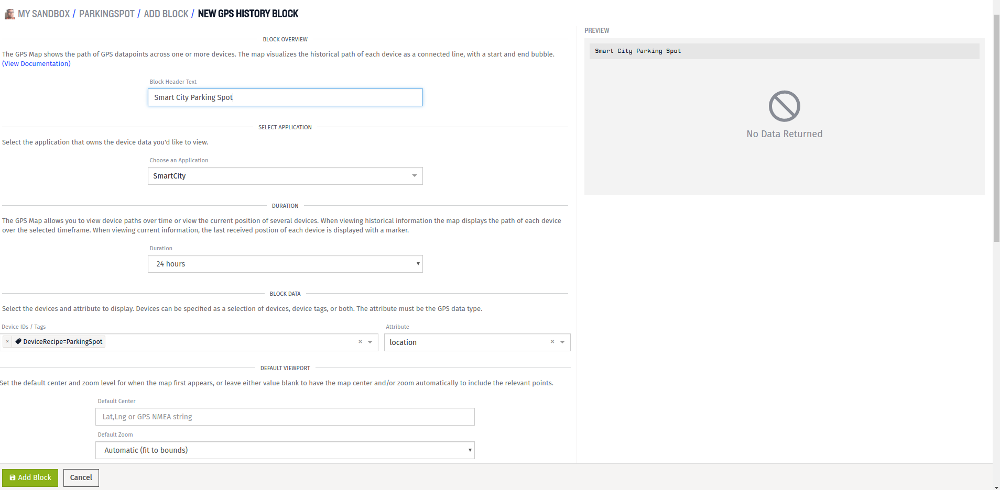 MY SANDBOX / PARKINGSPOT / ADD BLOCK / NEW GPS HISTORY BLOCK
BLOCK OVERVIEW
The GPS Map shows the path of GPS datapoints across one or more devices. The map visualizes the historical path of each device as a connected line, with a start and end bubble.
(View Documentation)
Block Header Text
Smart City Parking Spot
SELECT APPLICATION
Select the application that owns the device data you'd like to view.
Choose an Application
SmartCity
DURATION
The GPS Map allows you to view device paths over time or view the current position of several devices. When viewing historical information the map displays the path of each device
over the selected timeframe. When viewing current information, the last received postion of each device is displayed with a marker.
Duration
24 hours
BLOCK DATA
Select the devices and attribute to display. Devices can be specified as a selection of devices, device tags, or both. The attribute must be the GPS data type.
Device IDs / Tags
× DeviceRecipe=ParkingSpot ×
Attribute
location ×
DEFAULT VIEWPORT
Set the default center and zoom level for when the map first appears, or leave either value blank to have the map center and/or zoom automatically to include the relevant points.
Default Center
Lat,Lng or GPS NMEA string
Default Zoom
Automatic (fit to bounds)
Add Block
Cancel
PREVIEW
Smart City Parking Spot
No Data Returned